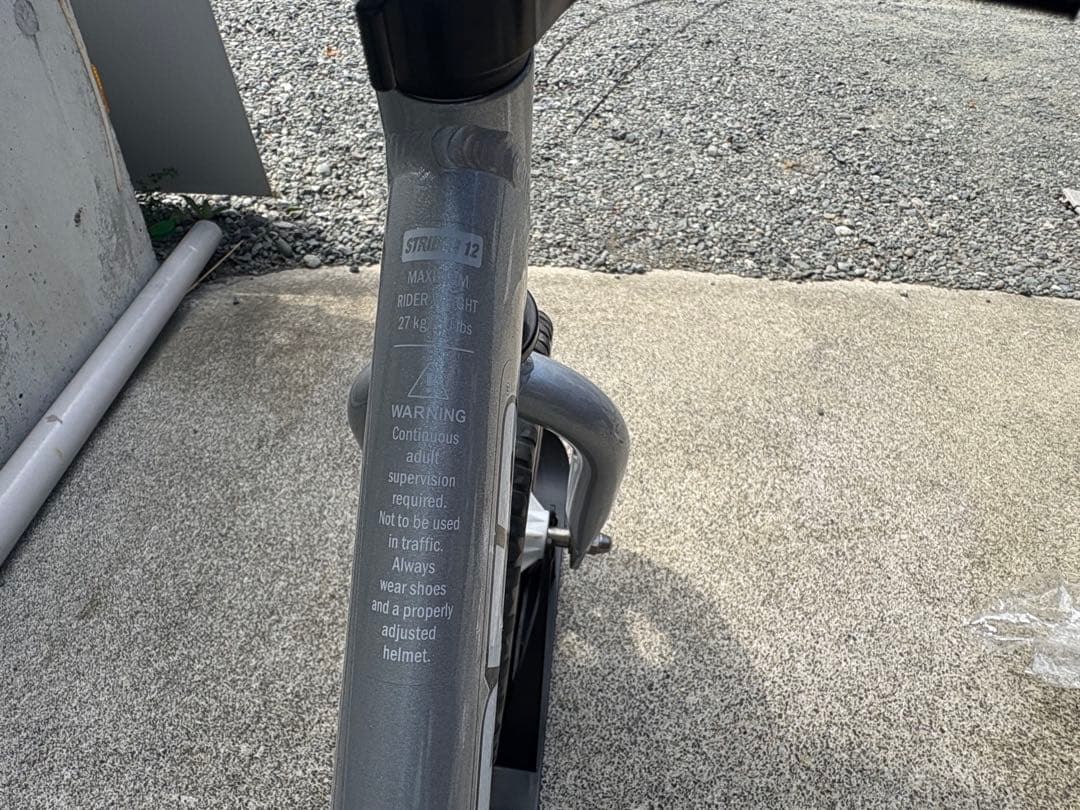 12
RIDER
27 kg lbs
WARNING
Continuous
adult
supervision
required.
Not to be used
in traffic.
Always
wear shoes
and a properly
adjusted
helmet.